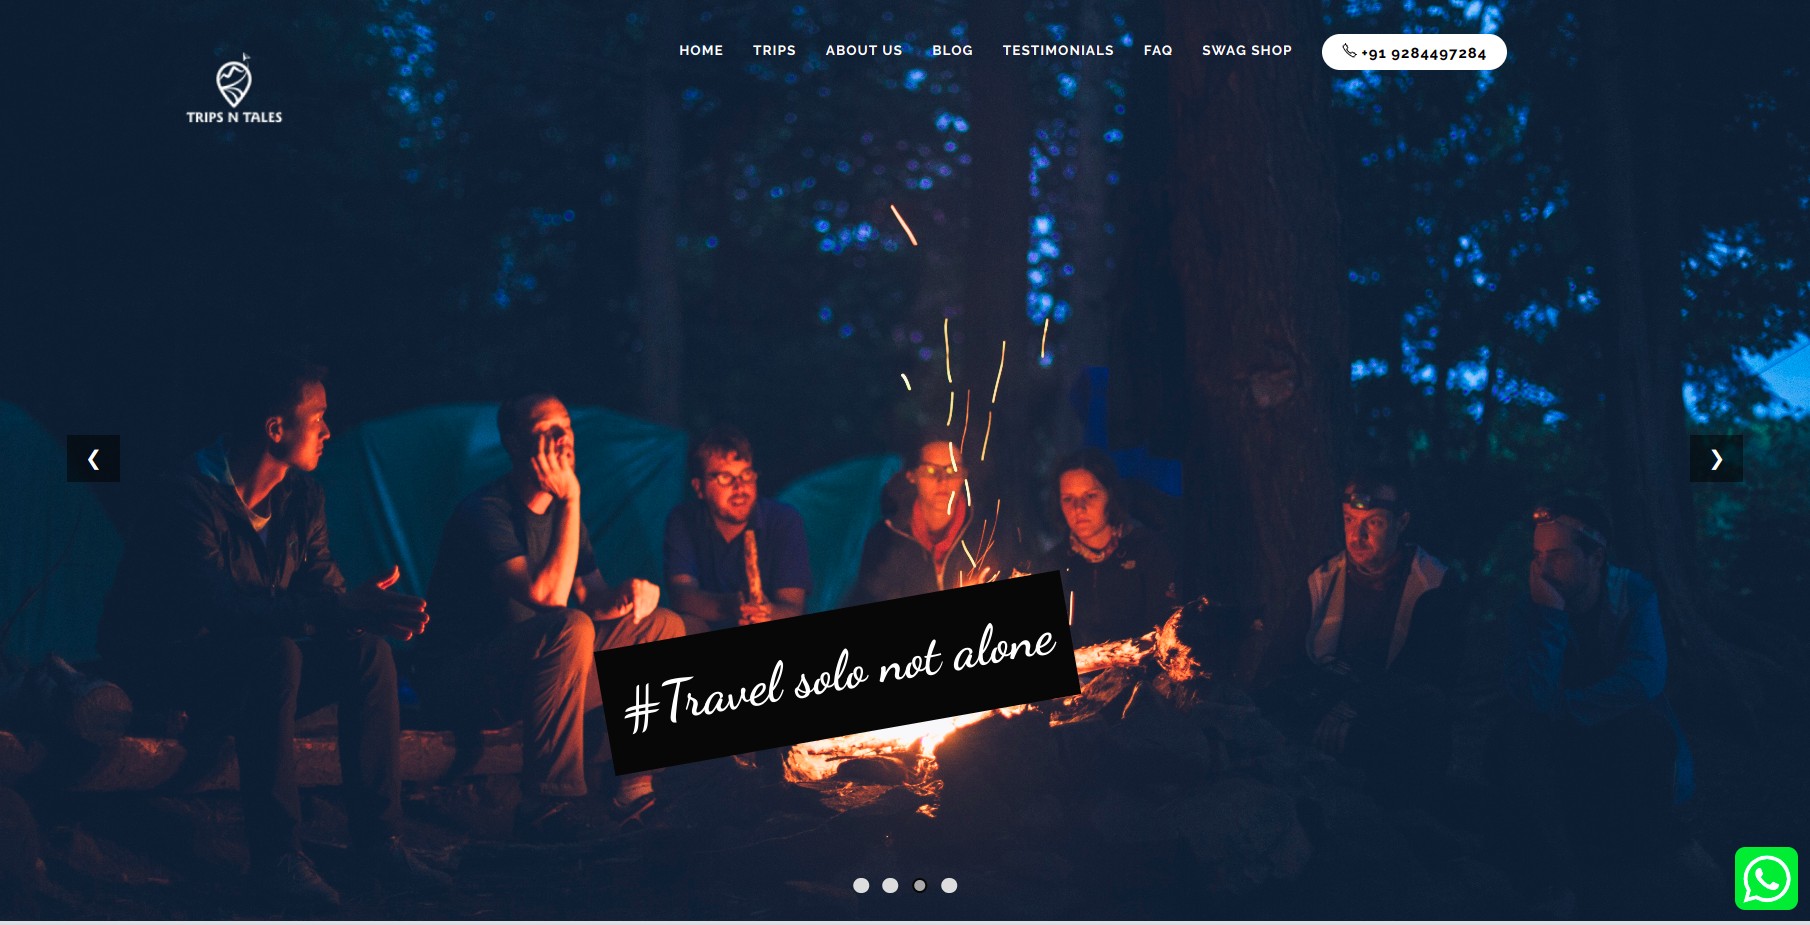 HOME TRIPS ABOUT US BLOG TESTIMONIALS FAQ SWAG SHOP +91 9284497284
TRIPS N TALES
#Travel solo not alone